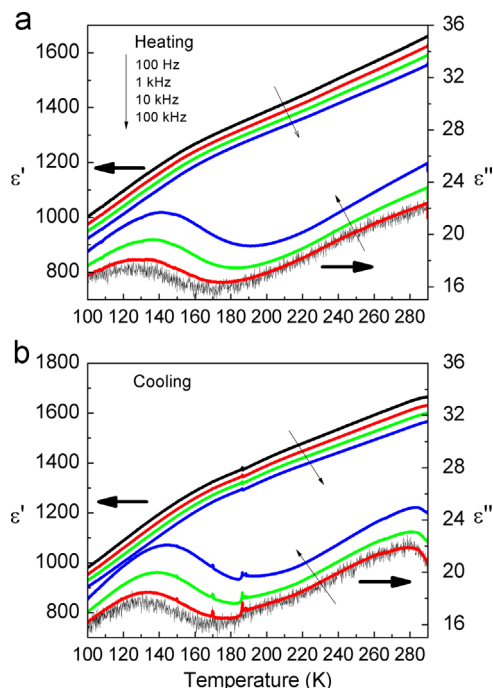 a
Heating
100 Hz
1 kHz
10 kHz
100 kHz
1600
1400
1200
1000
800
ε'
36
32
28
24
20
16
ε''
100 120 140 160 180 200 220 240 260 280
b
Cooling
1800
1600
1400
1200
1000
800
ε'
36
32
28
24
20
16
ε''
100 120 140 160 180 200 220 240 260 280
Temperature (K)